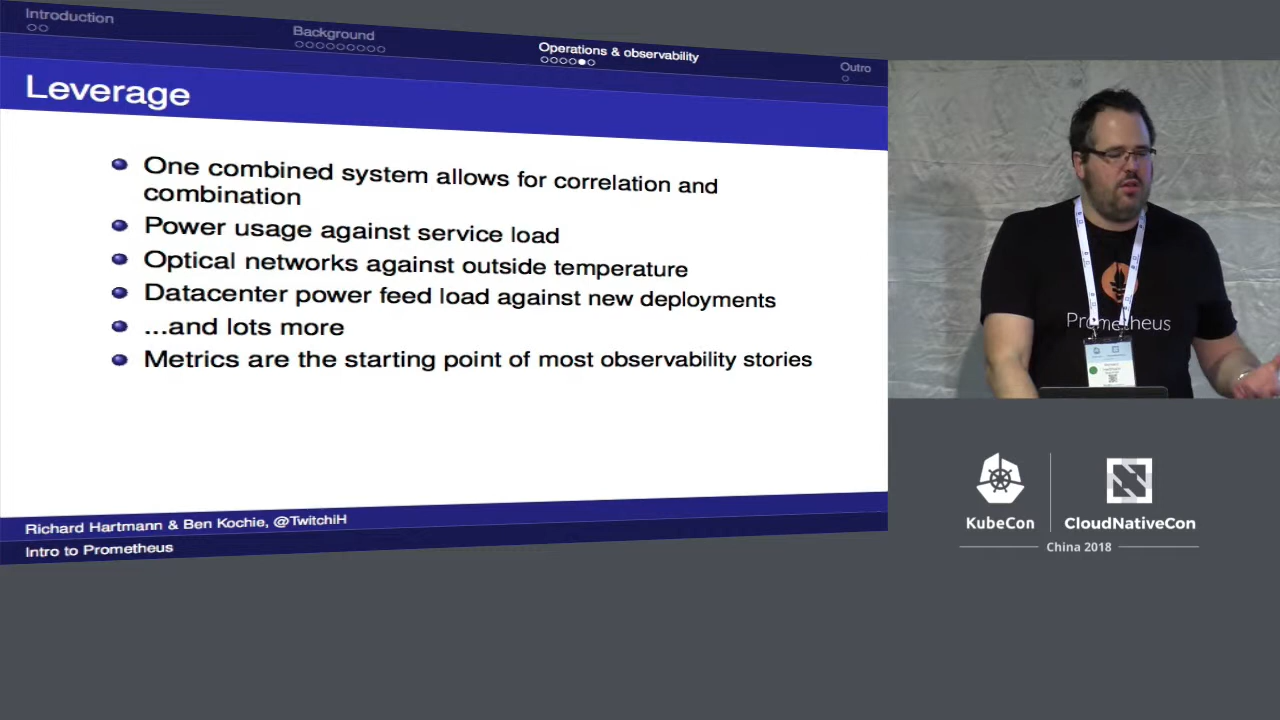 Introduction
Background
Operations & observability
Outro
Leverage
One combined system allows for correlation and
combination
Power usage against service load
Optical networks against outside temperature
Datacenter power feed load against new deployments
...and lots more
Metrics are the starting point of most observability stories
Richard Hartmann & Ben Kochie, @TwitchiH
Intro to Prometheus
Prometheus
KubeCon
CloudNativeCon
China 2018